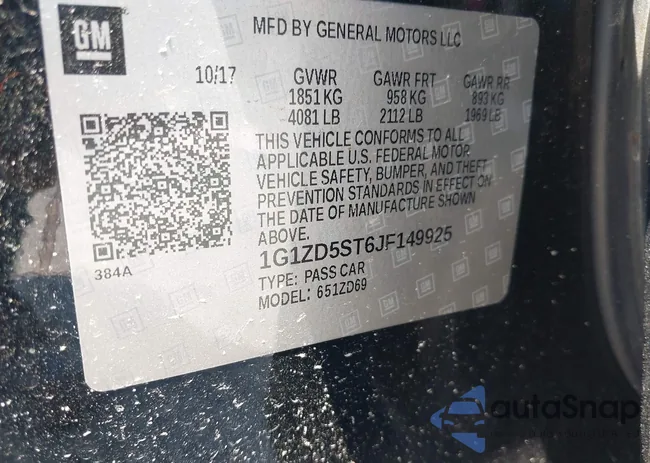 GM
MFD BY GENERAL MOTORS LLC
10/17 GVWR GAWR FRT GAWR RR
1851 KG 958 KG 893 KG
4081 LB 2112 LB 1969 LB
THIS VEHICLE CONFORMS TO ALL
APPLICABLE U.S. FEDERAL MOTOR
VEHICLE SAFETY, BUMPER, AND THEFT
PREVENTION STANDARDS IN EFFECT ON
THE DATE OF MANUFACTURE SHOWN
ABOVE.
1G1ZD5ST6JF149925
384A
TYPE: PASS CAR
MODEL: 651ZD69
autoSnap